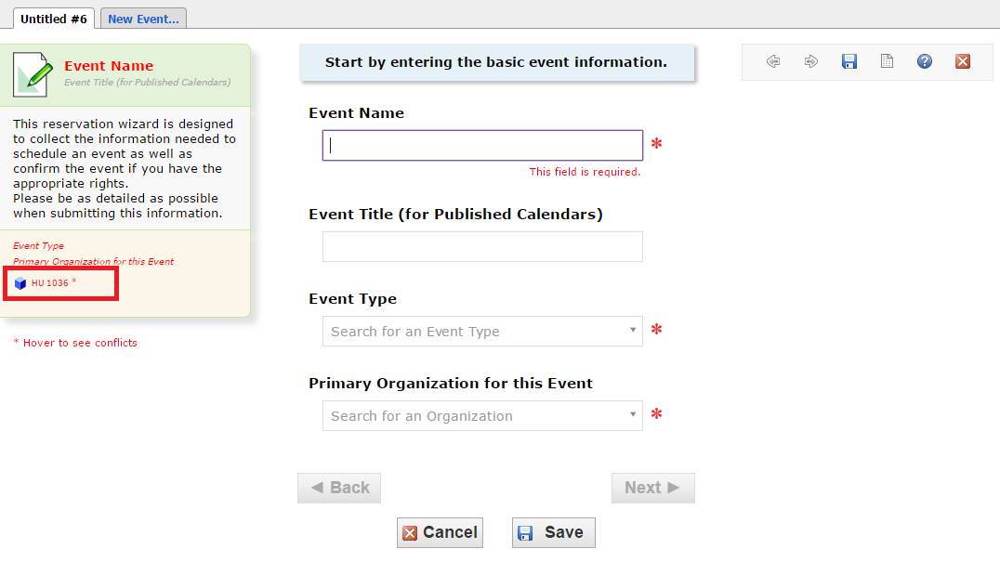 Untitled #6
New Event...
Event Name
Event Title (for Published Calendars)
This reservation wizard is designed
to collect the information needed to
schedule an event as well as
confirm the event if you have the
appropriate rights.
Please be as detailed as possible
when submitting this information.
Event Type
Primary Organization for this Event
HU 1036 *
* Hover to see conflicts
Start by entering the basic event information.
Event Name
*
This field is required.
Event Title (for Published Calendars)
Event Type
Search for an Event Type
*
Primary Organization for this Event
Search for an Organization
*
Back
Next
Cancel
Save
?